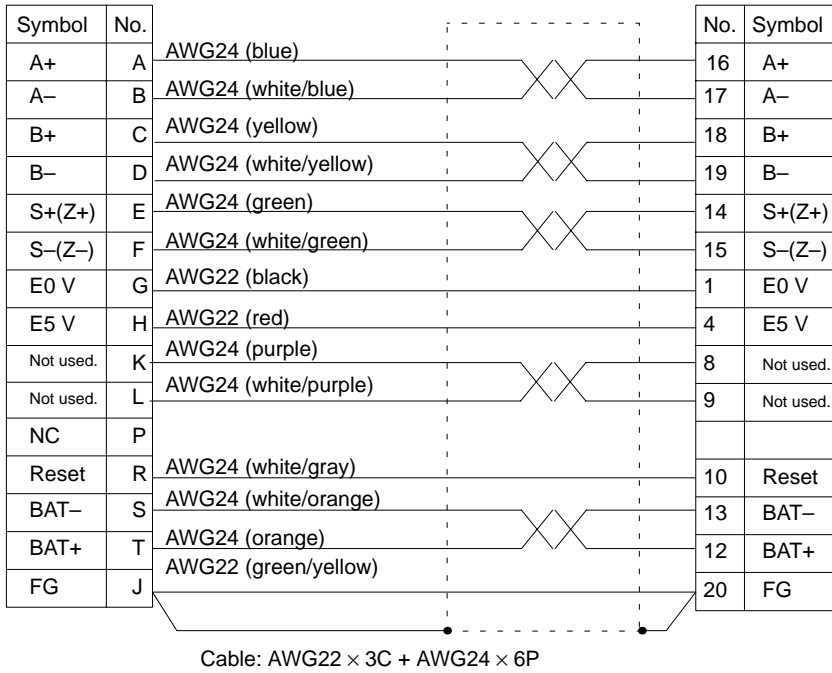 Symbol No. No. Symbol
A+ A AWG24 (blue) 16 A+
A– B AWG24 (white/blue) 17 A–
B+ C AWG24 (yellow) 18 B+
B– D AWG24 (white/yellow) 19 B–
S+(Z+) E AWG24 (green) 14 S+(Z+)
S–(Z–) F AWG24 (white/green) 15 S–(Z–)
E0 V G AWG22 (black) 1 E0 V
E5 V H AWG22 (red) 4 E5 V
Not used. K AWG24 (purple) 8 Not used.
Not used. L AWG24 (white/purple) 9 Not used.
NC P
Reset R AWG24 (white/gray) 10 Reset
BAT– S AWG24 (white/orange) 13 BAT–
BAT+ T AWG24 (orange) 12 BAT+
FG J AWG22 (green/yellow) 20 FG
Cable: AWG22 × 3C + AWG24 × 6P